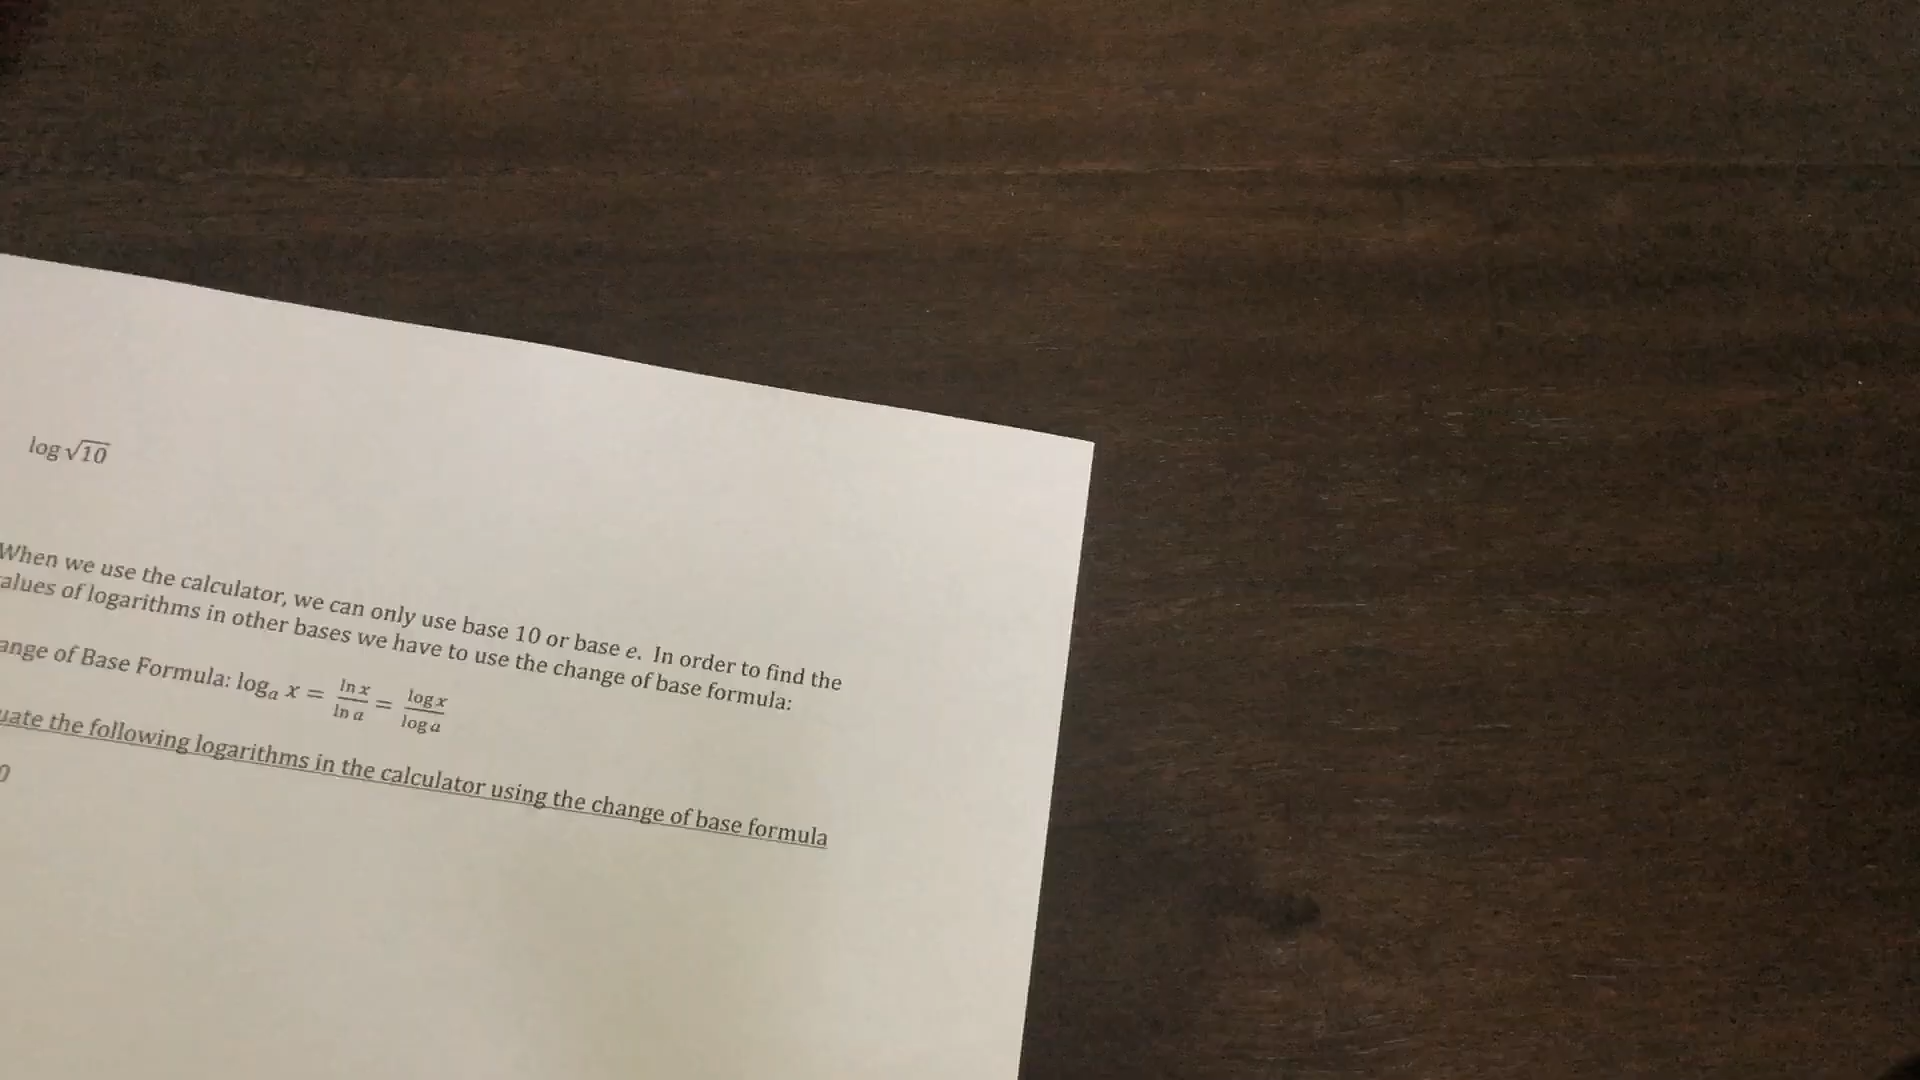 log √10
When we use the calculator, we can only use base 10 or base e. In order to find the
alues of logarithms in other bases we have to use the change of base formula:
ange of Base Formula: logₐ x = ln x / ln a = log x / log a
uate the following logarithms in the calculator using the change of base formula
0